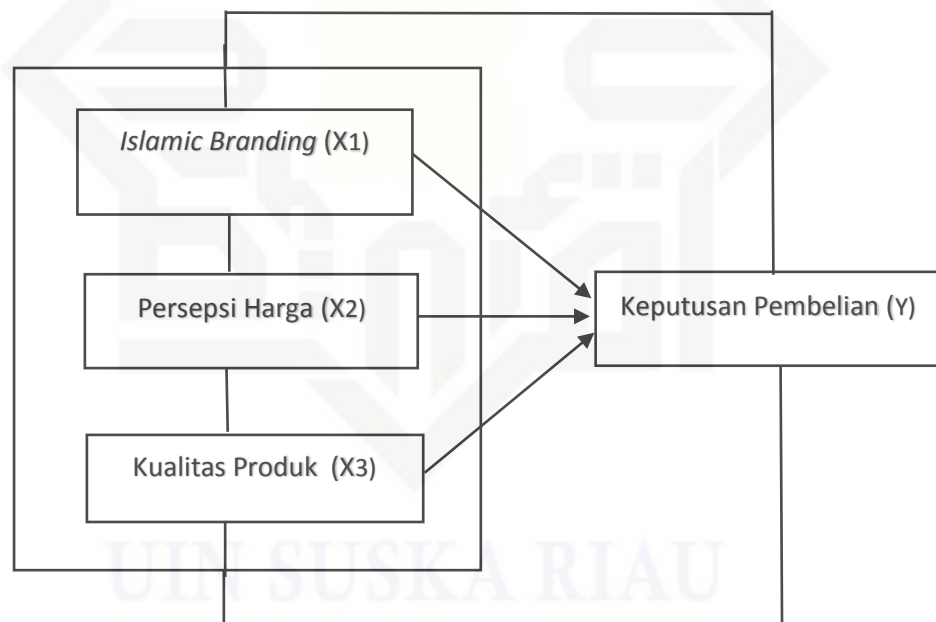 Islamic Branding (X1)
Persepsi Harga (X2)
Keputusan Pembelian (Y)
Kualitas Produk (X3)
UIN SUSKA RIAU